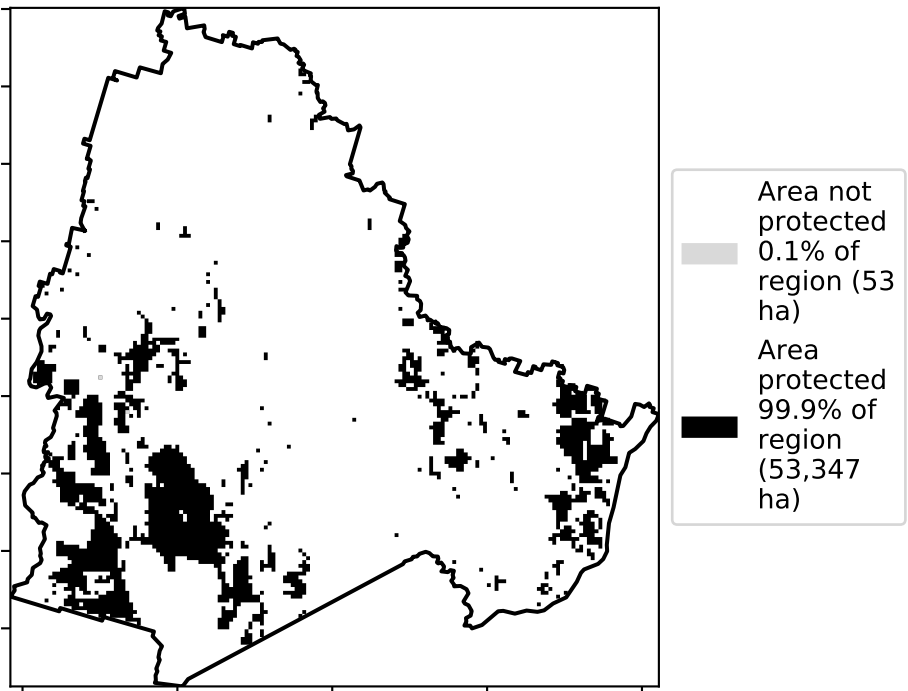 Area not
protected
0.1% of
region (53
ha)
Area
protected
99.9% of
region
(53,347
ha)